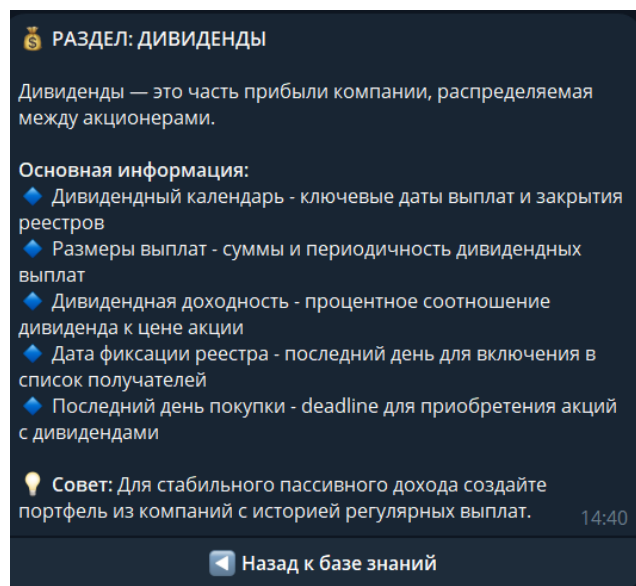 💰 РАЗДЕЛ: ДИВИДЕНДЫ
Дивиденды — это часть прибыли компании, распределяемая
между акционерами.
Основная информация:
🔹 Дивидендный календарь - ключевые даты выплат и закрытия
реестров
🔹 Размеры выплат - суммы и периодичность дивидендных
выплат
🔹 Дивидендная доходность - процентное соотношение
дивиденда к цене акции
🔹 Дата фиксации реестра - последний день для включения в
список получателей
🔹 Последний день покупки - deadline для приобретения акций
с дивидендами
💡 Совет: Для стабильного пассивного дохода создайте
портфель из компаний с историей регулярных выплат.
14:40
◀️ Назад к базе знаний